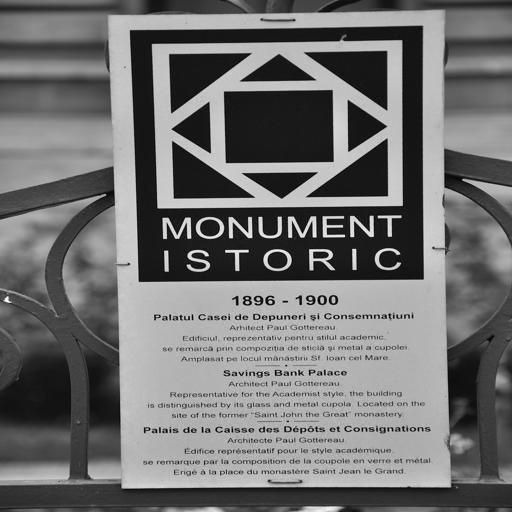 MONUMENT
ISTORIC
1896 - 1900
Palatul Casei de Depuneri şi Consemnaţiuni
Arhitect Paul Gottereau.
Edificiul, reprezentativ pentru stilul academic,
se remarcă prin compoziţia de sticlă şi metal a cupolei.
Amplasat pe locul mănăstirii Sf. Ioan cel Mare.
Savings Bank Palace
Architect Paul Gottereau.
Representative for the Academist style, the building
is distinguished by its glass and metal cupola. Located on the
site of the former "Saint John the Great" monastery.
Palais de la Caisse des Dépôts et Consignations
Architecte Paul Gottereau.
Édifice représentatif pour le style académique,
se remarque par la composition de la coupole en verre et métal.
Erigé à la place du monastère Saint Jean le Grand.